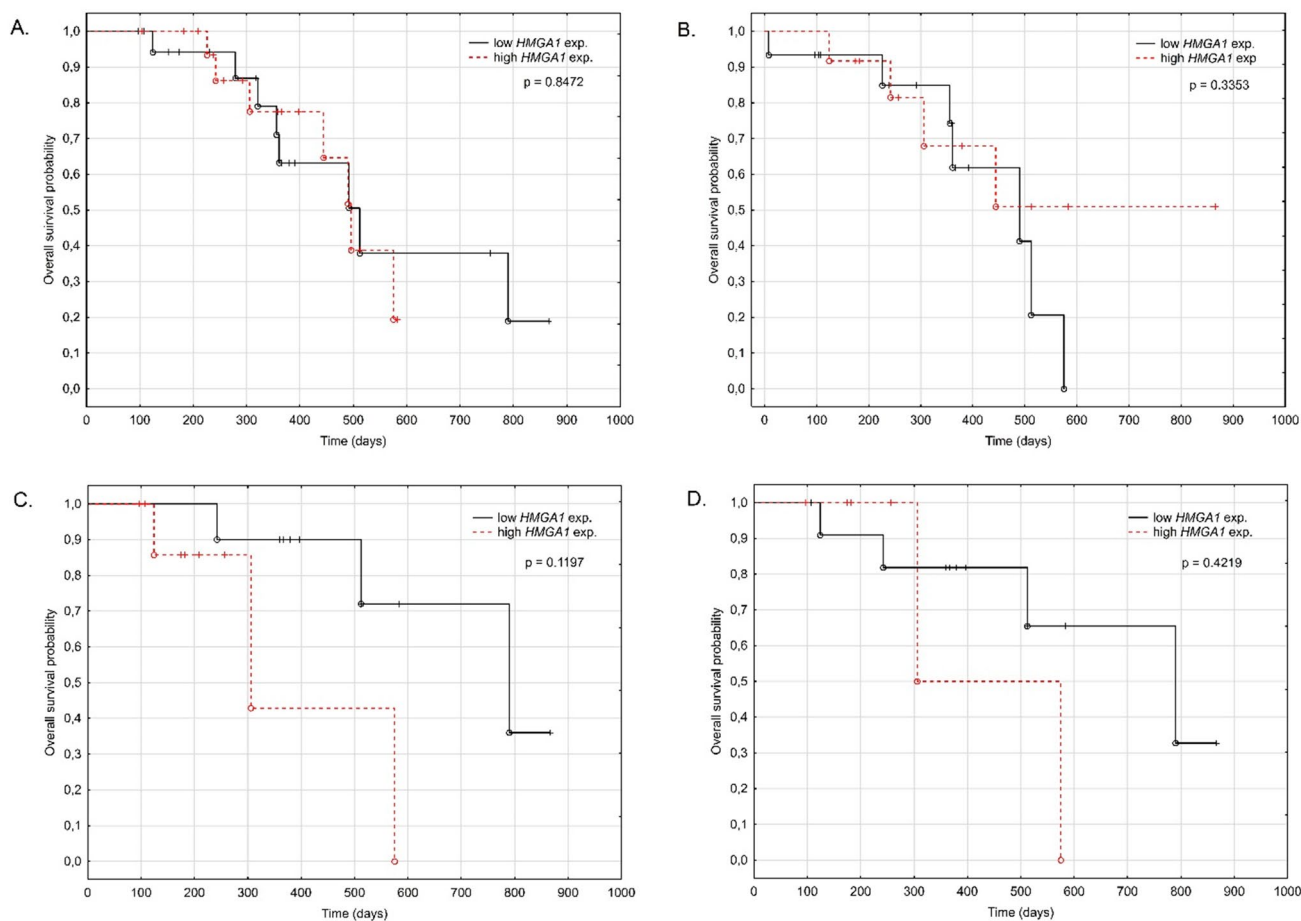 A.
low HMGA1 exp.
high HMGA1 exp.
p = 0.8472
Overall suirvival probability
1,0
0,9
0,8
0,7
0,6
0,5
0,4
0,3
0,2
0,1
0,0
0 100 200 300 400 500 600 700 800 900 1000
Time (days)
B.
low HMGA1 exp.
high HMGA1 exp
p = 0.3353
Overall survival probability
1,0
0,9
0,8
0,7
0,6
0,5
0,4
0,3
0,2
0,1
0,0
0 100 200 300 400 500 600 700 800 900 1000
Time (days)
C.
low HMGA1 exp.
high HMGA1 exp.
p = 0.1197
Overall survival probability
1,0
0,9
0,8
0,7
0,6
0,5
0,4
0,3
0,2
0,1
0,0
0 100 200 300 400 500 600 700 800 900 1000
Time (days)
D.
low HMGA1 exp.
high HMGA1 exp.
p = 0.4219
Overall survival probability
1,0
0,9
0,8
0,7
0,6
0,5
0,4
0,3
0,2
0,1
0,0
0 100 200 300 400 500 600 700 800 900 1000
Time (days)